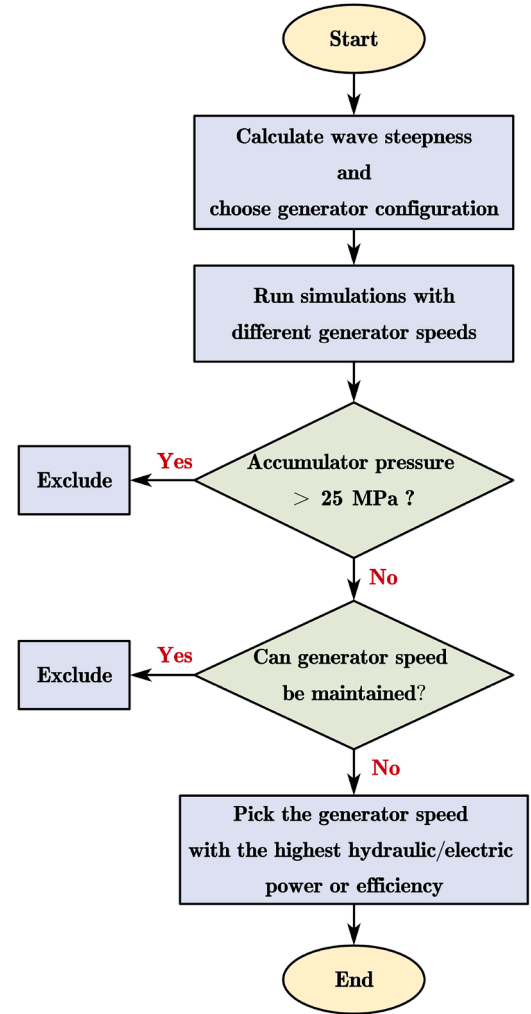 Start
Calculate wave steepness
and
choose generator configuration
Run simulations with
different generator speeds
Accumulator pressure
> 25 MPa ?
Yes
Exclude
No
Can generator speed
be maintained?
Yes
Exclude
No
Pick the generator speed
with the highest hydraulic/electric
power or efficiency
End